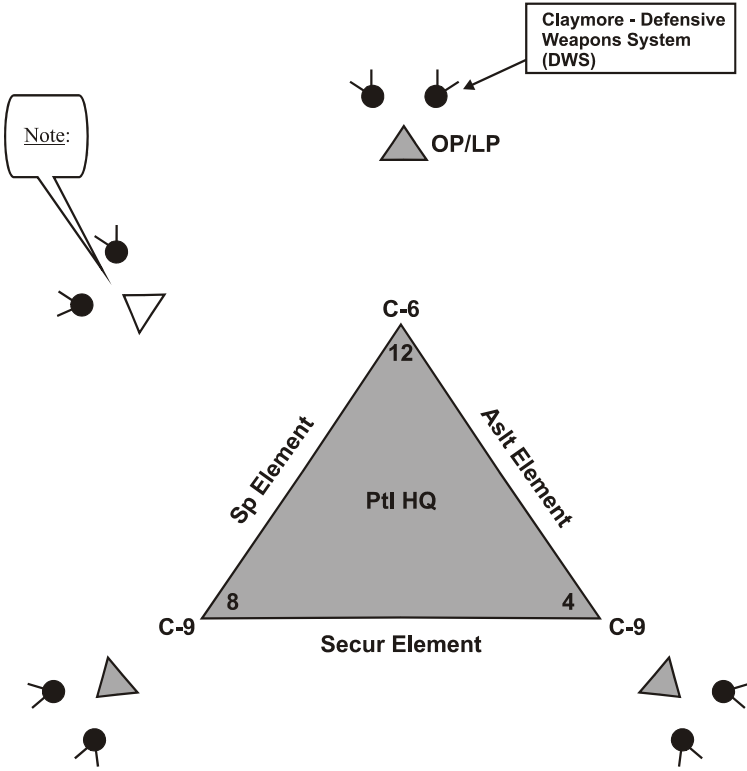 Claymore - Defensive
Weapons System
(DWS)
Note:
OP/LP
C-6
12
Sp Element
Aslt Element
Ptl HQ
8
4
C-9
C-9
Secur Element